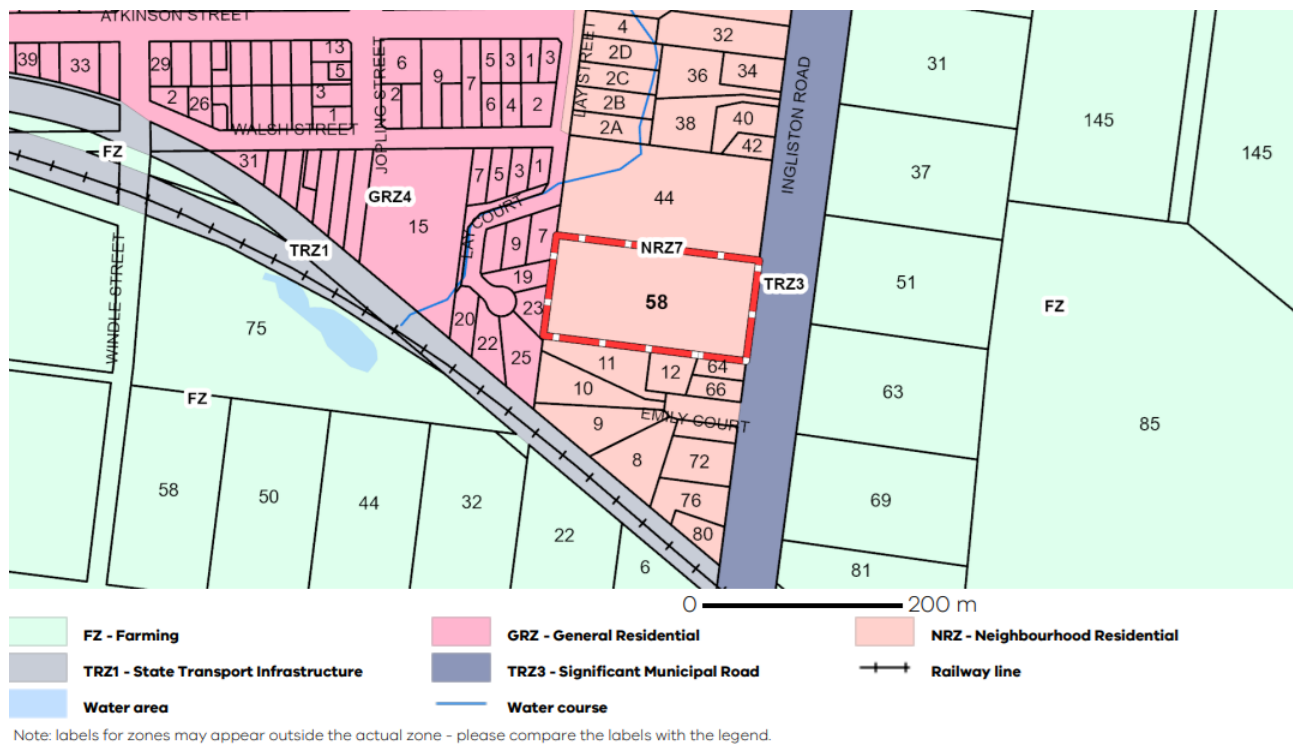 ATKINSON STREET
39
33
29
2
26
13
5
3
1
6
2
9
7
5
3
1
3
6
4
2
JOPLING STREET
WALSH STREET
LAY STREET
4
2D
2C
2B
2A
32
36
34
38
40
42
INGLISTON ROAD
31
145
145
37
FZ
31
GRZ4
15
7
5
3
1
LAY COURT
9
7
19
23
20
22
25
44
NRZ7
58
TRZ3
51
FZ
TRZ1
WINDLE STREET
75
FZ
11
12
64
66
10
EMILY COURT
9
8
72
76
80
63
85
69
81
58
50
44
32
22
6
0 200 m
FZ - Farming
GRZ - General Residential
NRZ - Neighbourhood Residential
TRZ1 - State Transport Infrastructure
TRZ3 - Significant Municipal Road
Railway line
Water area
Water course
Note: labels for zones may appear outside the actual zone - please compare the labels with the legend.